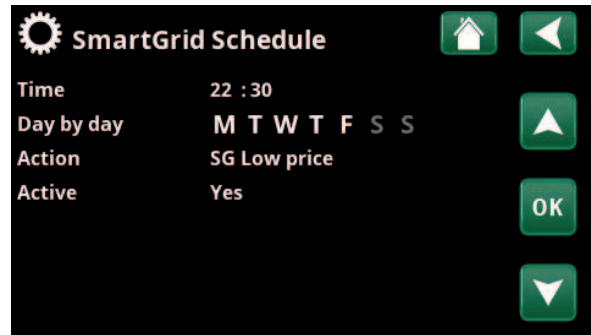 SmartGrid Schedule
Time 22 :30
Day by day M T W T F S S
Action SG Low price
Active Yes
OK